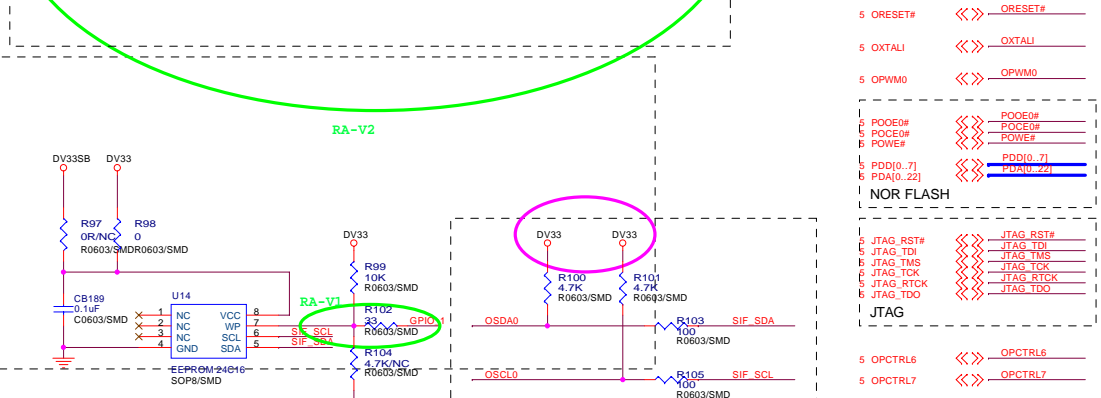 RA-V2
DV33SB
DV33
R97
0R/NC
R0603/SMD
R98
0
R0603/SMD
CB189
0.1uF
C0603/SMD
U14
1 NC
2 NC
3 NC
4 GND
VCC 8
WP 7
SCL 6
SDA 5
SIF_SCL
SIF_SDA
EEPROM 24C16
SOP8/SMD
DV33
R99
10K
R0603/SMD
RA-V1
R102
33
R0603/SMD
R104
4.7K/NC
R0603/SMD
DV33
DV33
R100
4.7K
R0603/SMD
R101
4.7K
R0603/SMD
OSDA0
R103
100
R0603/SMD
SIF_SDA
OSCL0
R105
100
R0603/SMD
SIF_SCL
5 ORESET# ORESET#
5 OXTALI OXTALI
5 OPWM0 OPWM0
5 POOE0# POOE0#
5 POCE0# POCE0#
5 POWE# POWE#
5 PDD[0..7] PDD[0..7]
5 PDA[0..22] PDA[0..22]
NOR FLASH
5 JTAG_RST# JTAG_RST#
5 JTAG_TDI JTAG_TDI
5 JTAG_TMS JTAG_TMS
5 JTAG_TCK JTAG_TCK
5 JTAG_RTCK JTAG_RTCK
5 JTAG_TDO JTAG_TDO
JTAG
5 OPCTRL6 OPCTRL6
5 OPCTRL7 OPCTRL7